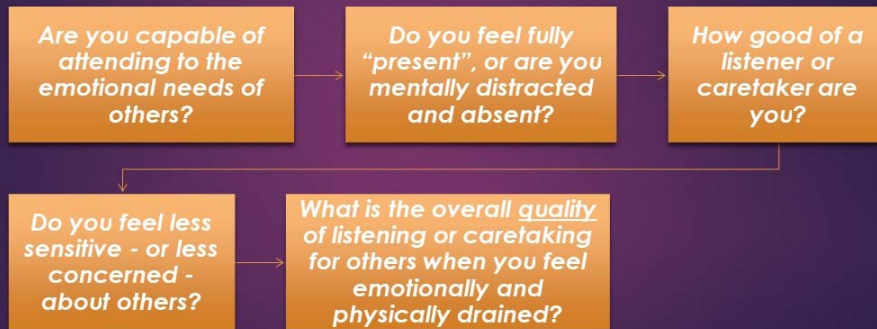 Are you capable of
attending to the
emotional needs of
others?
Do you feel fully
“present”, or are you
mentally distracted
and absent?
How good of a
listener or
caretaker are
you?
Do you feel less
sensitive - or less
concerned -
about others?
What is the overall quality
of listening or caretaking
for others when you feel
emotionally and
physically drained?